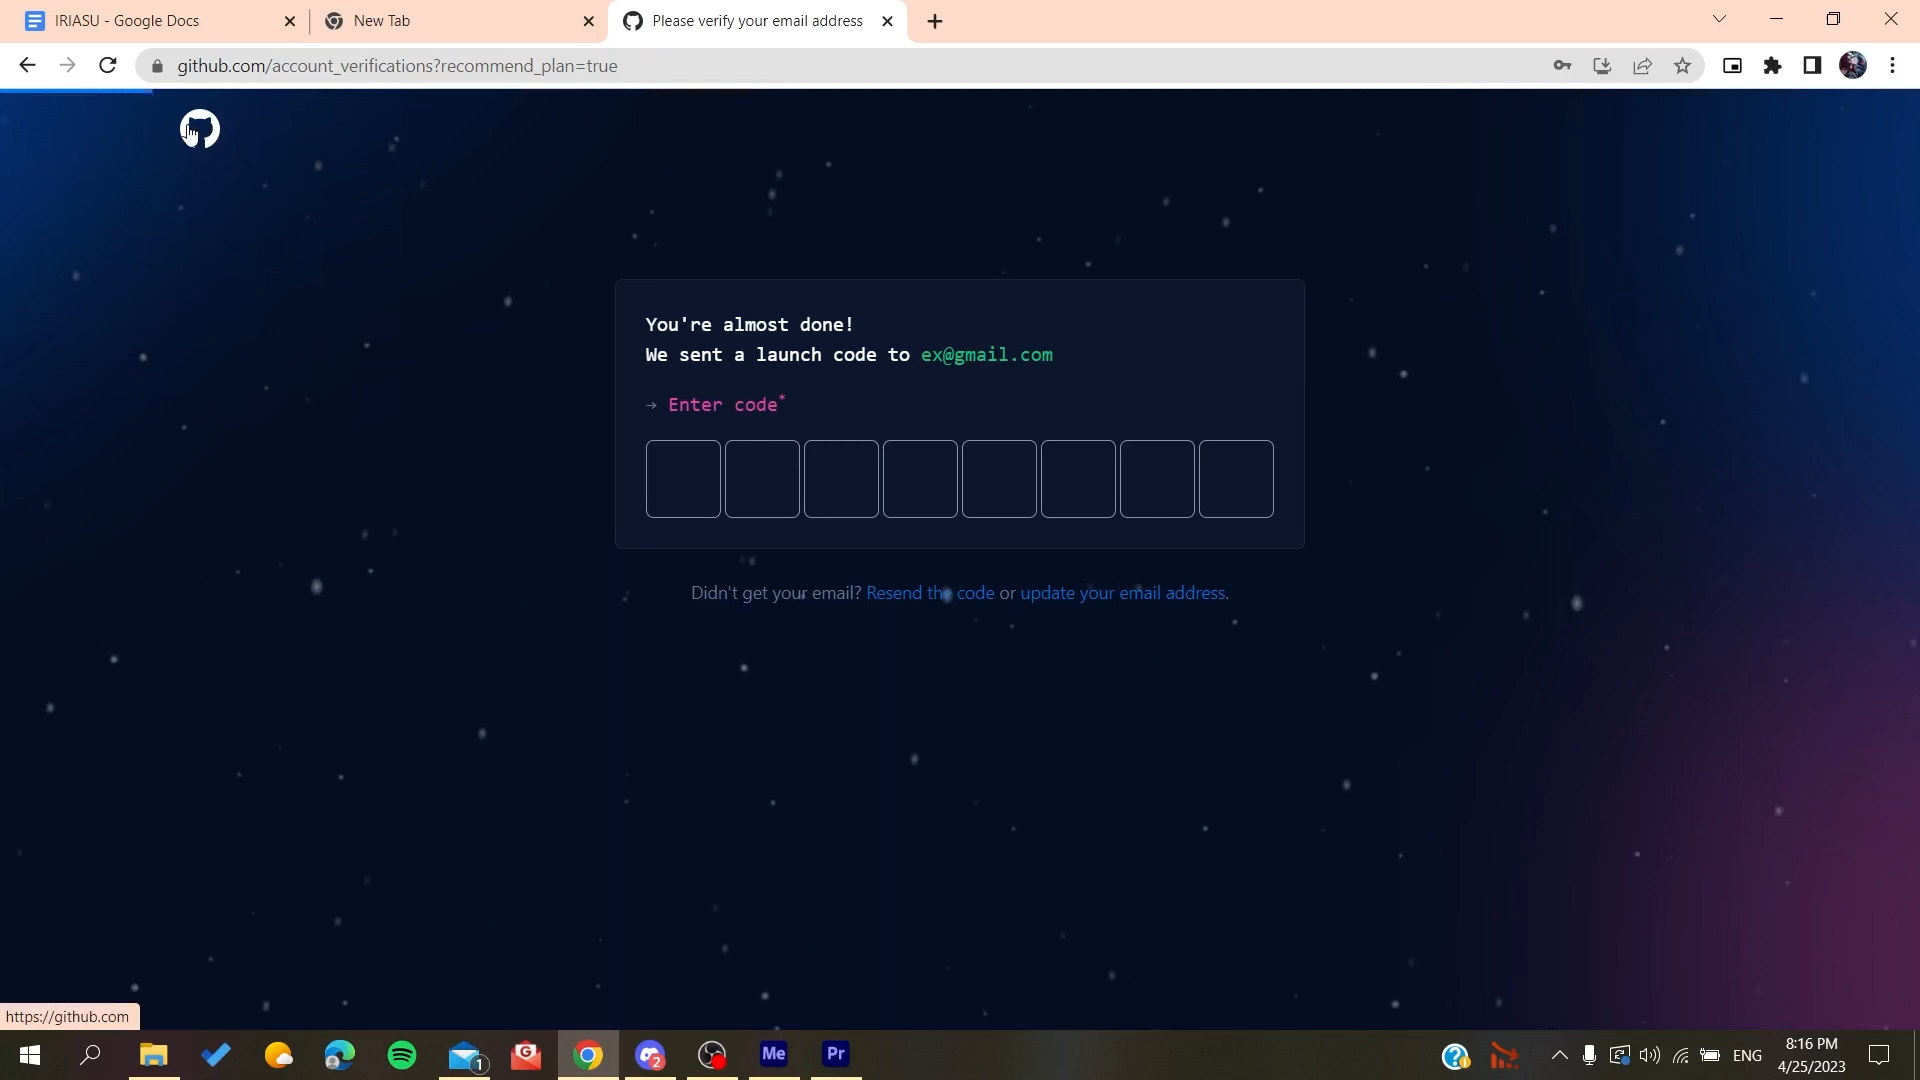 IRIASU - Google Docs
New Tab
Please verify your email address
github.com/account_verifications?recommend_plan=true
You're almost done!
We sent a launch code to ex@gmail.com
→ Enter code*
Didn't get your email? Resend the code or update your email address.
https://github.com
1
G
2
Me
Pr
ENG
8:16 PM
4/25/2023